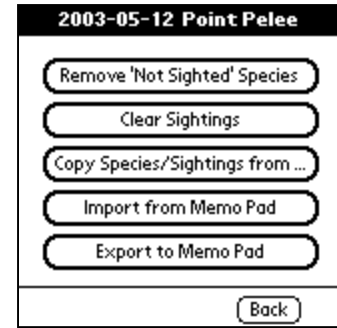 2003-05-12 Point Pelee
Remove 'Not Sighted' Species
Clear Sightings
Copy Species/Sightings from ...
Import from Memo Pad
Export to Memo Pad
Back